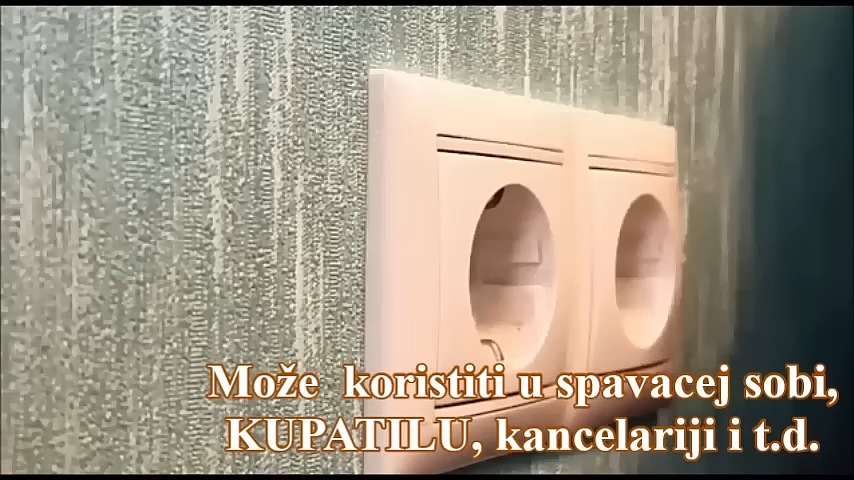 Može koristiti u spavacej sobi,
KUPATILU, kancelariji i t.d.